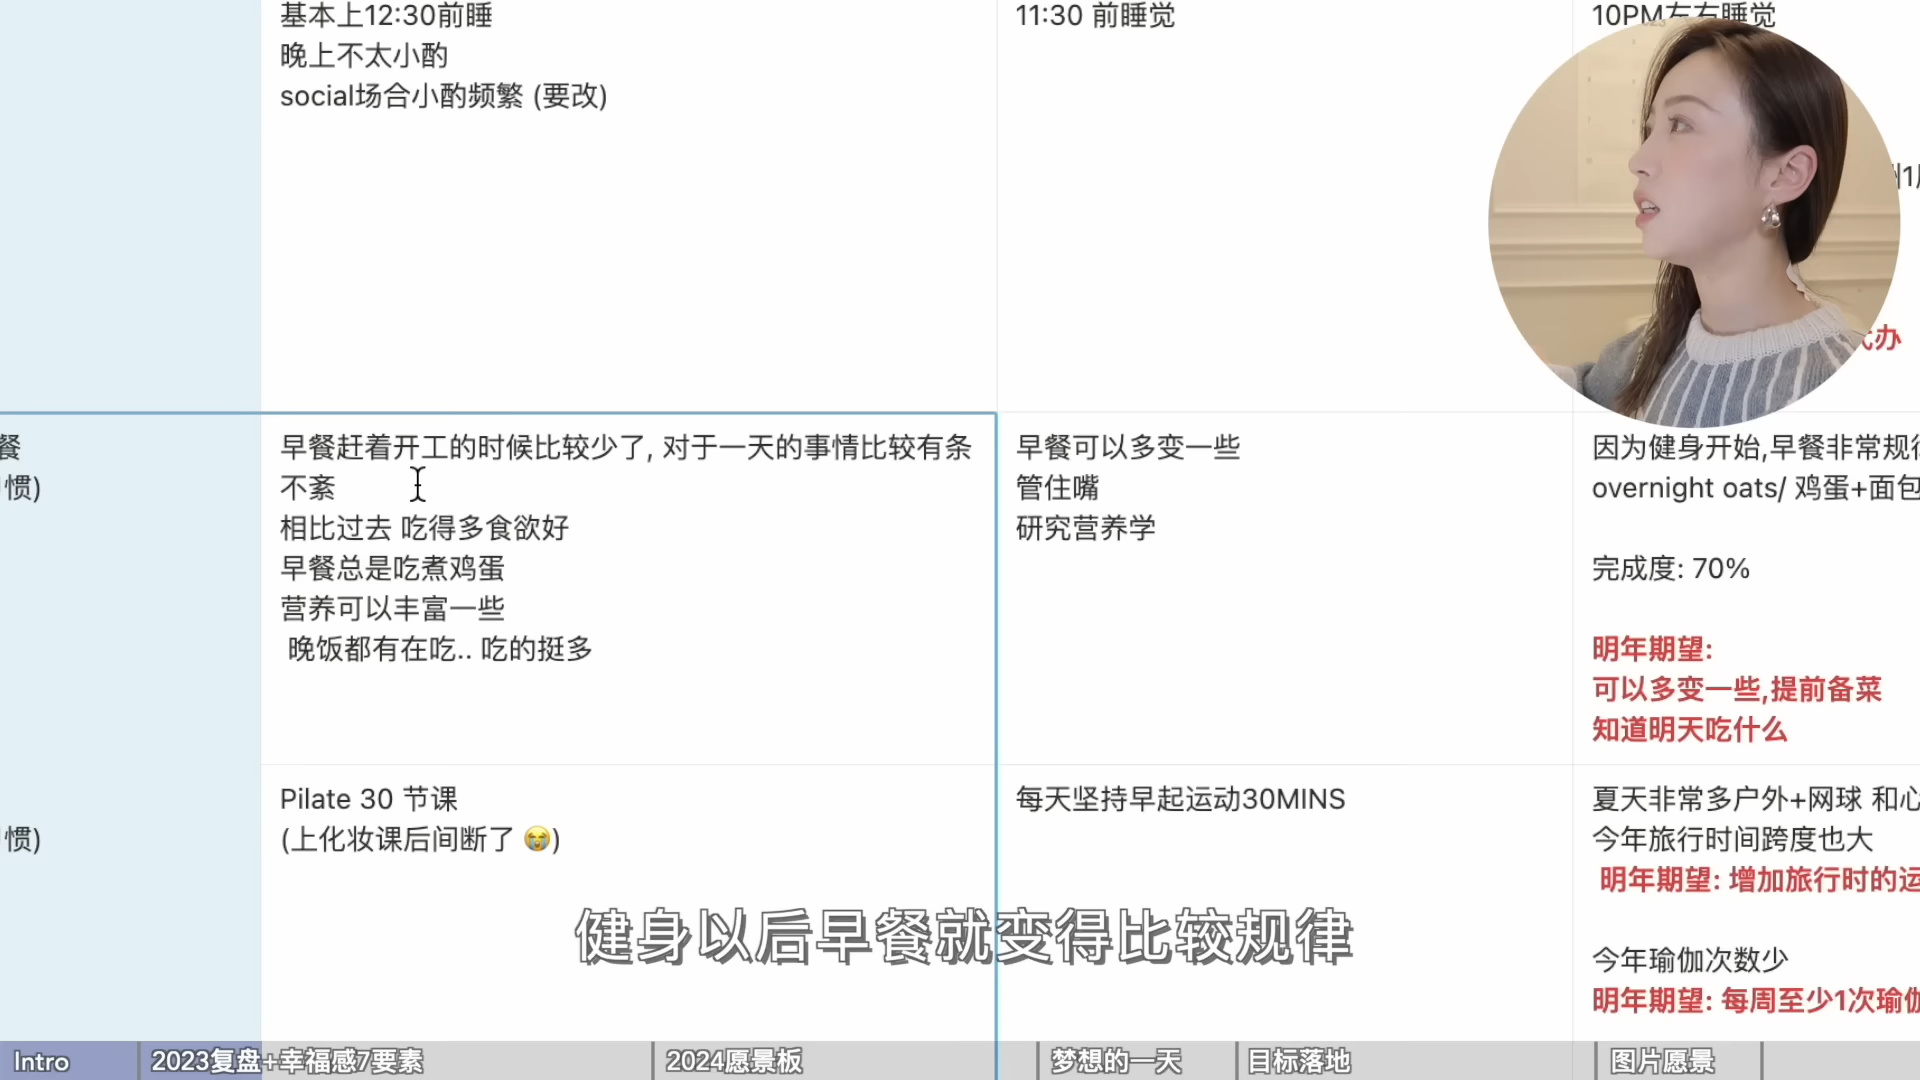 基本上12:30前睡
晚上不太小酌
social场合小酌频繁 (要改)
11:30 前睡觉
10PM左右睡觉
办
餐
惯)
早餐赶着开工的时候比较少了, 对于一天的事情比较有条
不紊
相比过去 吃得多食欲好
早餐总是吃煮鸡蛋
营养可以丰富一些
晚饭都有在吃.. 吃的挺多
早餐可以多变一些
管住嘴
研究营养学
因为健身开始,早餐非常规律
overnight oats/ 鸡蛋+面包
完成度: 70%
明年期望:
可以多变一些,提前备菜
知道明天吃什么
惯)
Pilate 30 节课
(上化妆课后间断了 😭)
每天坚持早起运动30MINS
夏天非常多户外+网球 和心
今年旅行时间跨度也大
明年期望: 增加旅行时的运
今年瑜伽次数少
明年期望: 每周至少1次瑜伽
健身以后早餐就变得比较规律
Intro
2023复盘+幸福感7要素
2024愿景板
梦想的一天
目标落地
图片愿景